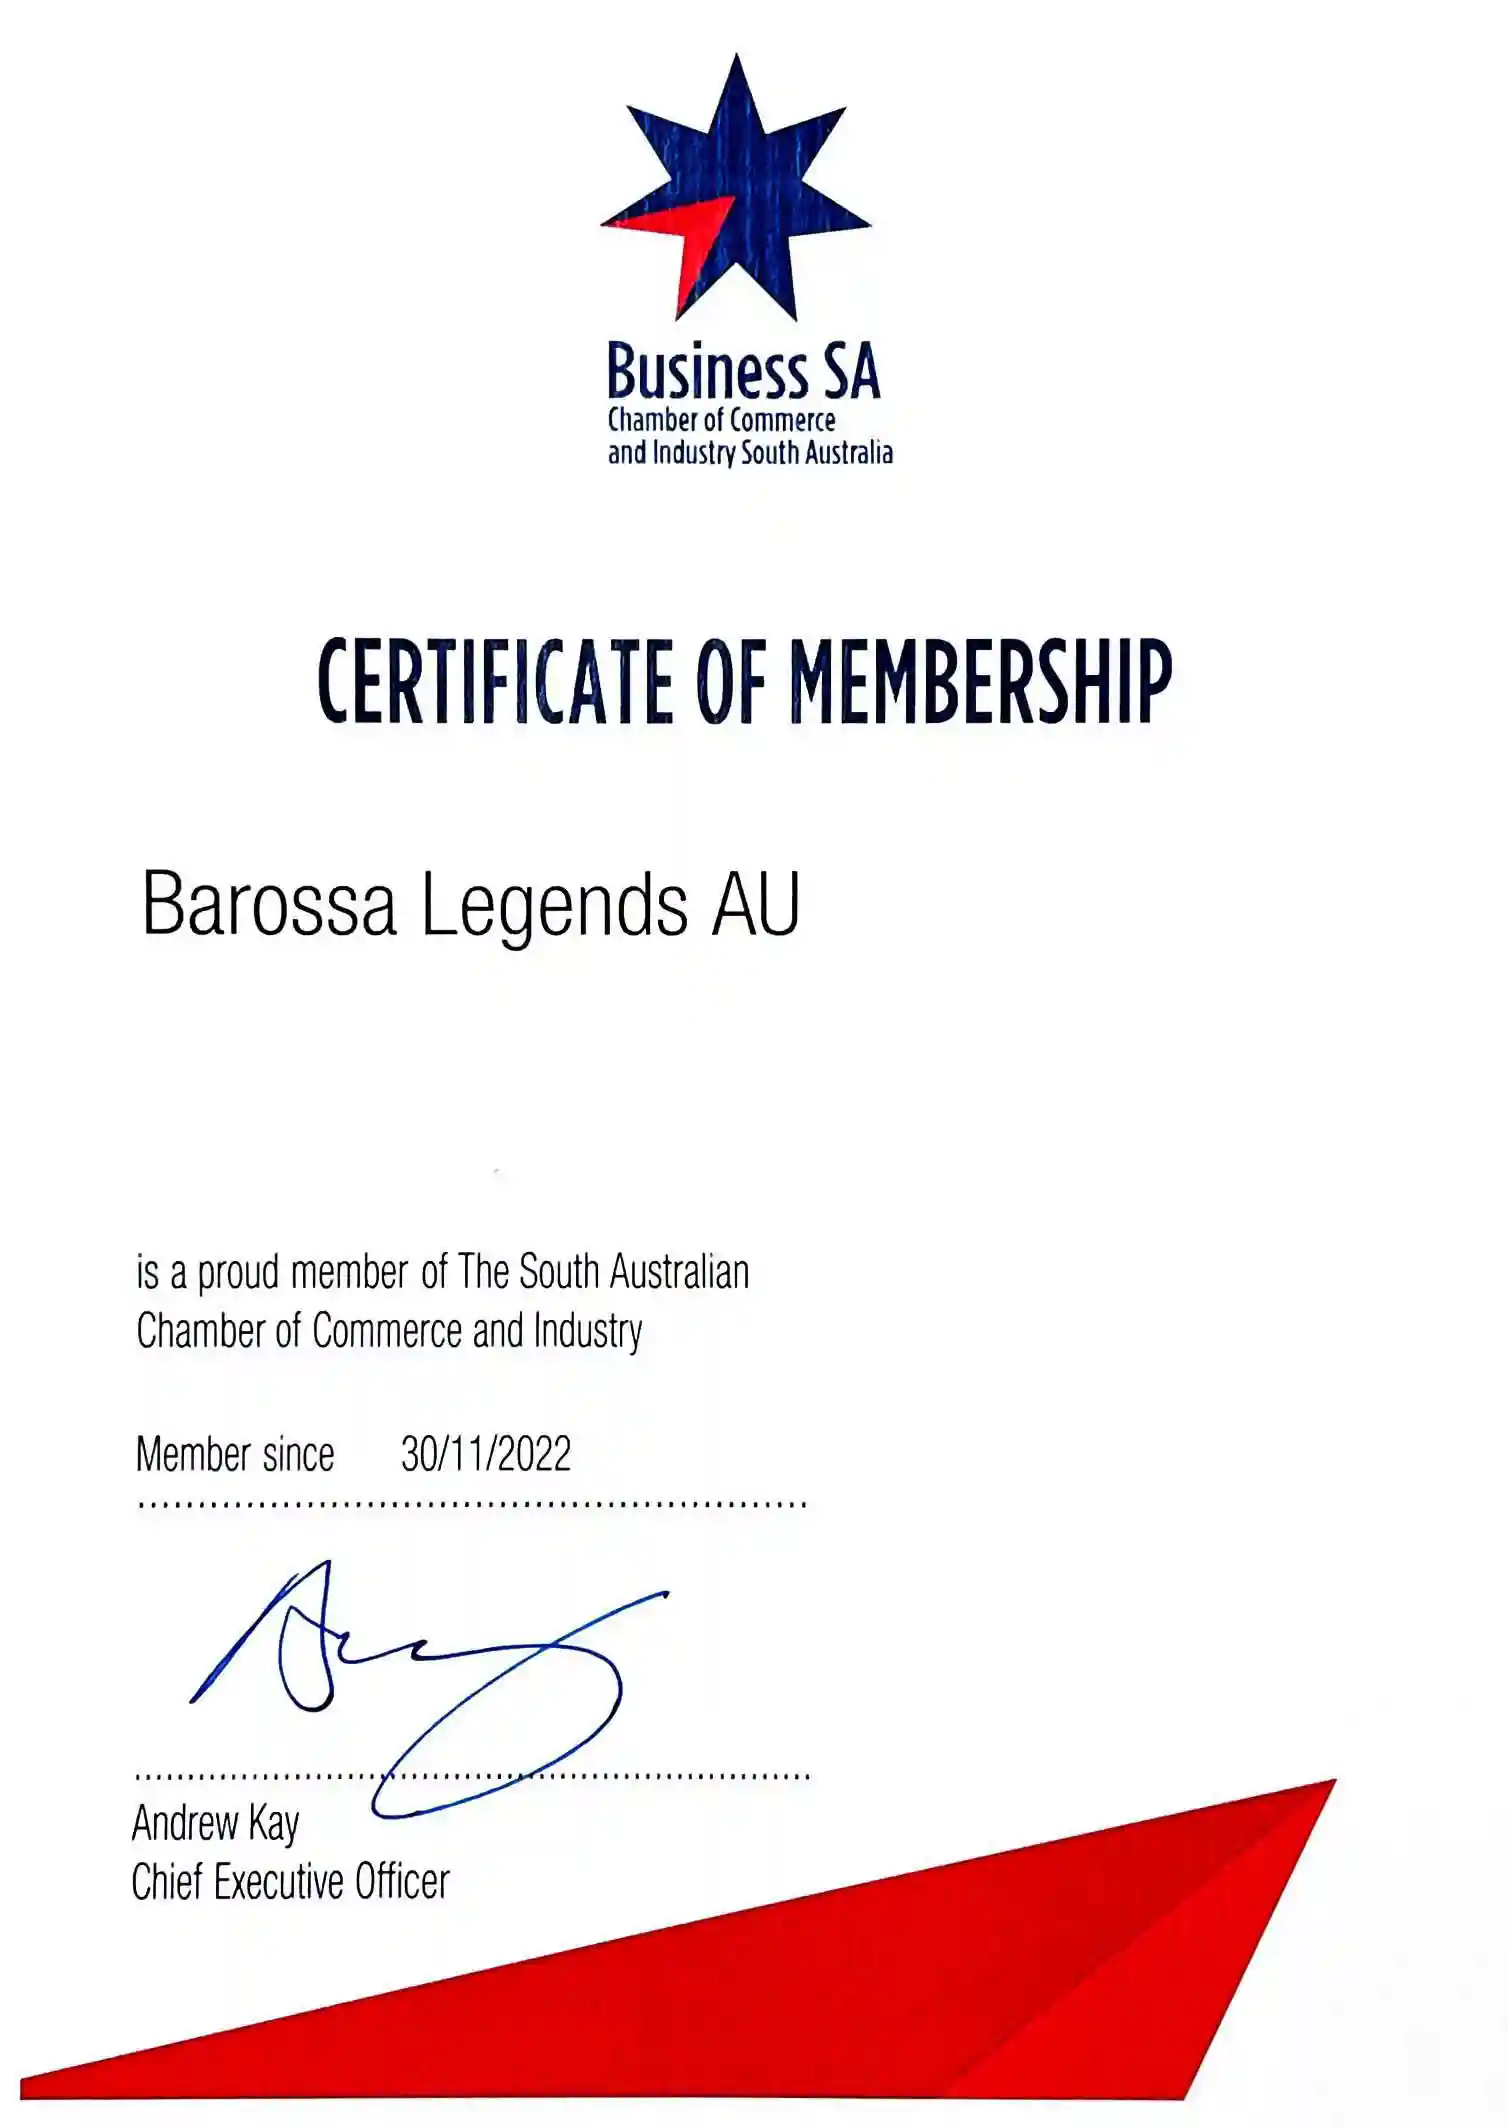 Business SA
Chamber of Commerce
and Industry South Australia
CERTIFICATE OF MEMBERSHIP
Barossa Legends AU
is a proud member of The South Australian
Chamber of Commerce and Industry
Member since 30/11/2022
Andrew Kay
Chief Executive Officer